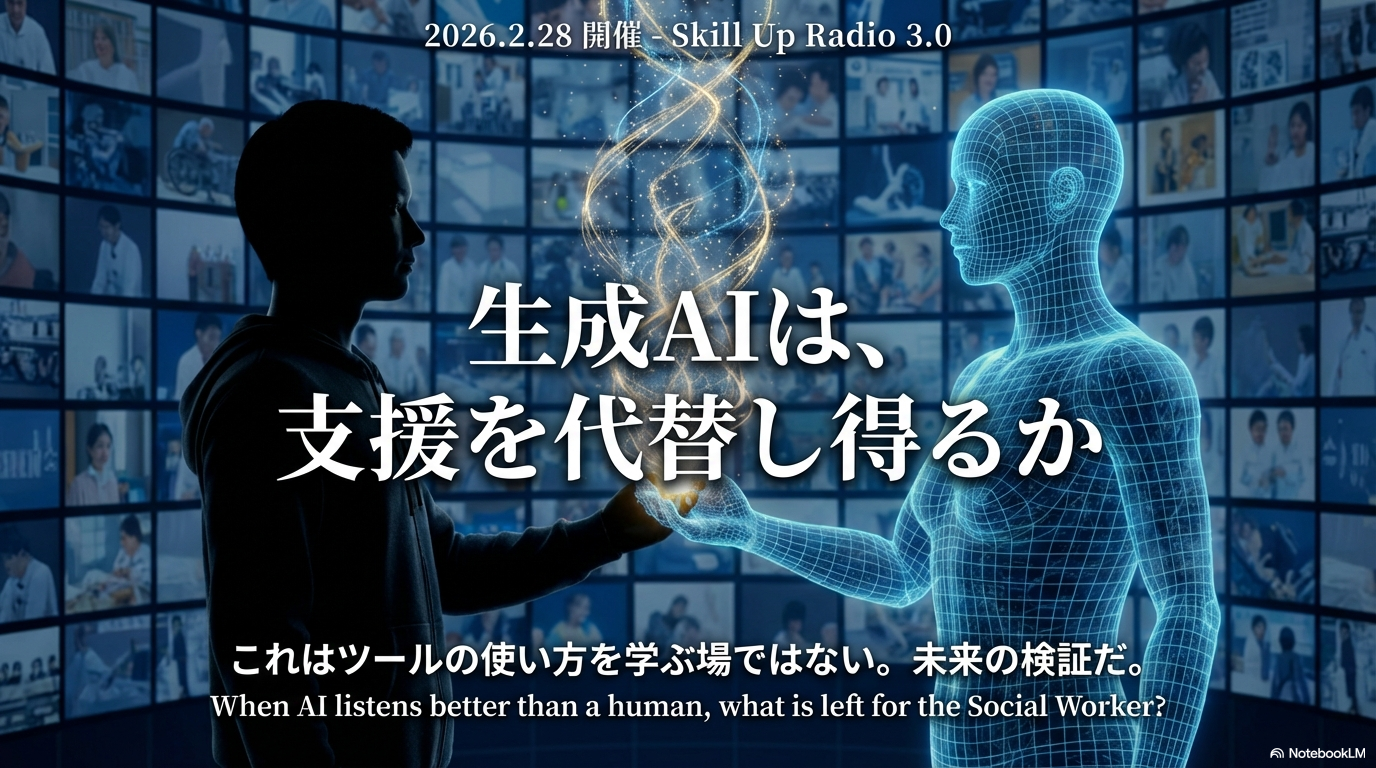 2026.2.28 開催 - Skill Up Radio 3.0
生成AIは、
支援を代替し得るか
これはツールの使い方を学ぶ場ではない。未来の検証だ。
When AI listens better than a human, what is left for the Social Worker?
NotebookLM